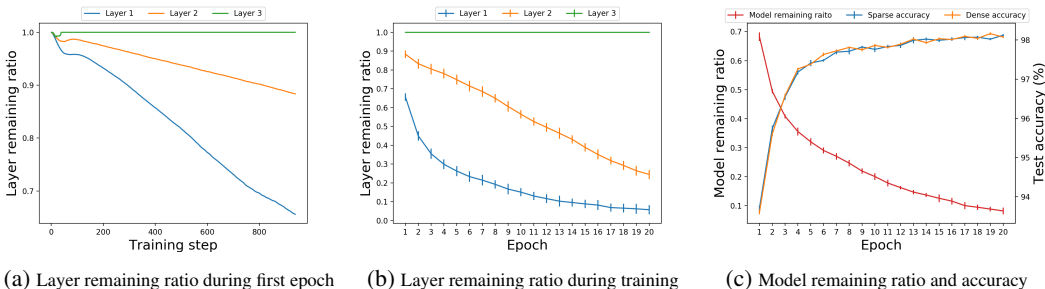 Layer 1 Layer 2 Layer 3
1.0
0.9
0.8
0.7
Layer remaining ratio
0 200 400 600 800
Training step
(a) Layer remaining ratio during first epoch
Layer 1 Layer 2 Layer 3
1.0
0.9
0.8
0.7
0.6
0.5
0.4
0.3
0.2
0.1
0.0
Layer remaining ratio
1 2 3 4 5 6 7 8 9 10 11 12 13 14 15 16 17 18 19 20
Epoch
(b) Layer remaining ratio during training
Model remaining raito Sparse accuracy Dense accuracy
0.7
0.6
0.5
0.4
0.3
0.2
0.1
Model remaining ratio
98
97
96
95
94
Test accuracy (%)
1 2 3 4 5 6 7 8 9 10 11 12 13 14 15 16 17 18 19 20
Epoch
(c) Model remaining ratio and accuracy